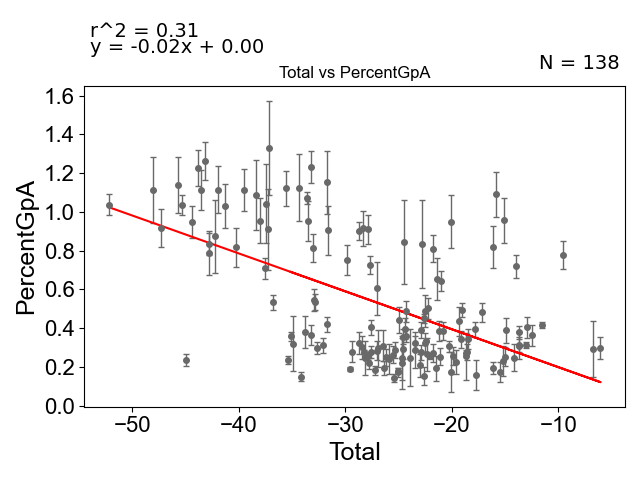 r^2 = 0.31
y = -0.02x + 0.00
N = 138
Total vs PercentGpA
1.6
1.4
1.2
1.0
0.8
0.6
0.4
0.2
0.0
PercentGpA
−50
−40
−30
−20
−10
Total